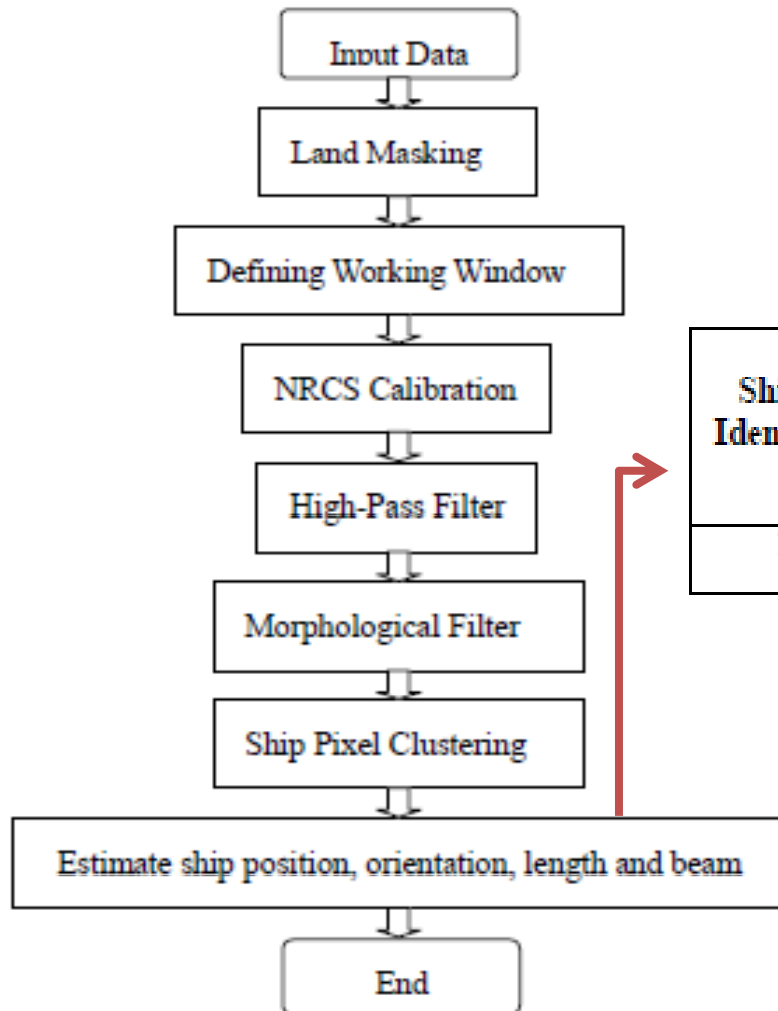 Input Data
Land Masking
Defining Working Window
NRCS Calibration
High-Pass Filter
Morphological Filter
Ship Pixel Clustering
Estimate ship position, orientation, length and beam
End